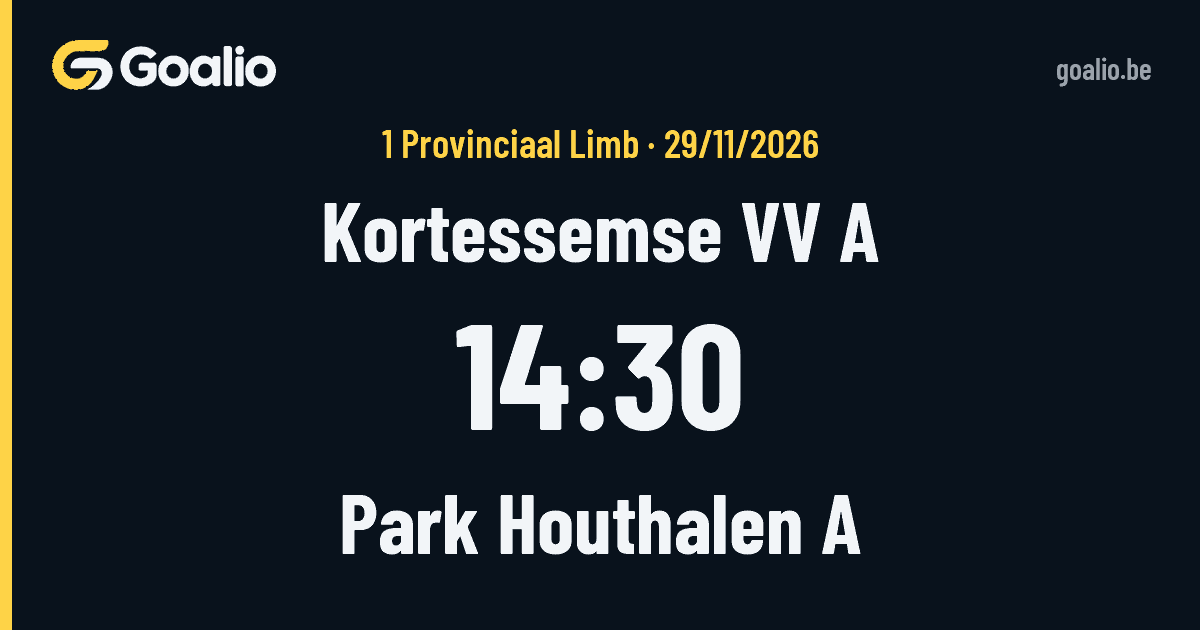 Goalio
goalio.be
1 Provinciaal Limb · 29/11/2026
Kortessemse VV A
14:30
Park Houthalen A